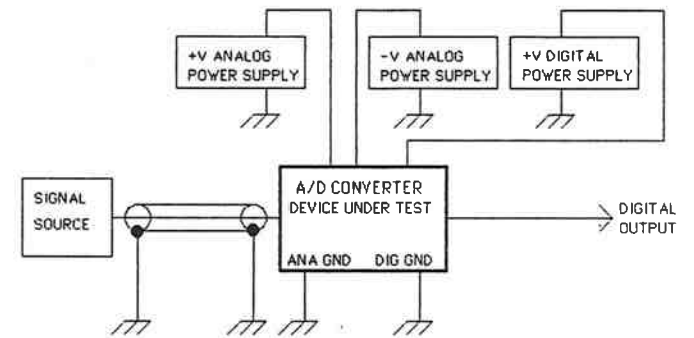 +V ANALOG
POWER SUPPLY
-V ANALOG
POWER SUPPLY
+V DIGITAL
POWER SUPPLY
SIGNAL
SOURCE
A/D CONVERTER
DEVICE UNDER TEST
ANA GND DIG GND
DIGITAL
OUTPUT